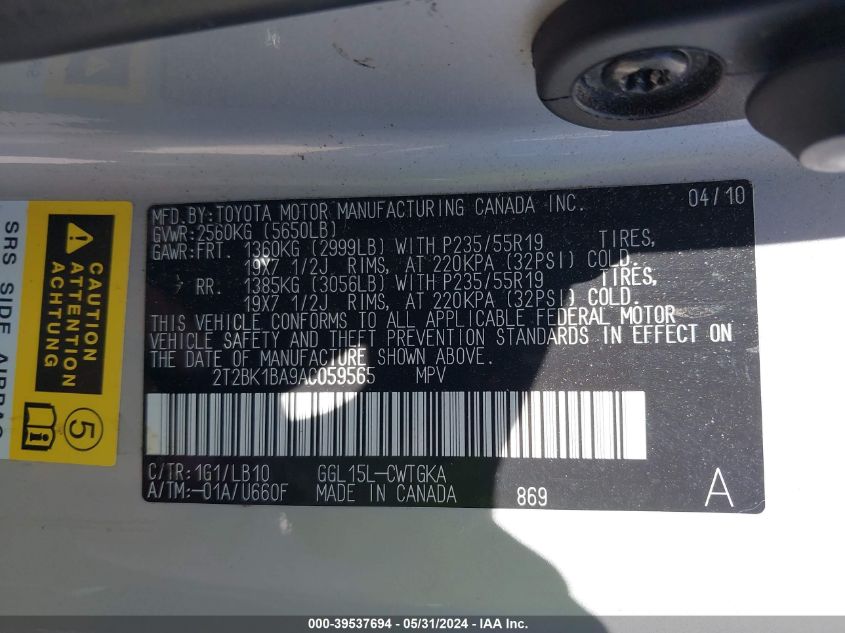 MFD.BY:TOYOTA MOTOR MANUFACTURING CANADA INC. 04/10
GVWR:2560KG (5650LB)
GAWR:FRT. 1360KG (2999LB) WITH P235/55R19 TIRES,
19X7 1/2J RIMS, AT 220KPA (32PSI) COLD.
RR. 1385KG (3056LB) WITH P235/55R19 TIRES,
19X7 1/2J RIMS, AT 220KPA (32PSI) COLD.
THIS VEHICLE CONFORMS TO ALL APPLICABLE FEDERAL MOTOR
VEHICLE SAFETY AND THEFT PREVENTION STANDARDS IN EFFECT ON
THE DATE OF MANUFACTURE SHOWN ABOVE.
2T2BK1BA9AC059565 MPV
C/TR:1G1/LB10 GGL15L-CWTGKA
A/TM:-01A/U660F MADE IN CANADA 869 A
SRS SIDE AIRBAG
CAUTION
ATTENTION
ACHTUNG
5
000-39537694 - 05/31/2024 - IAA, Inc.